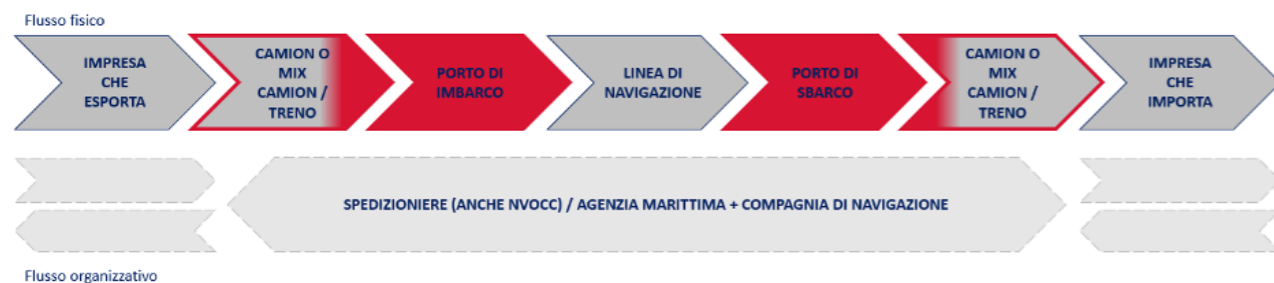 Flusso fisico
IMPRESA
CHE
ESPORTA
CAMION O
MIX
CAMION /
TRENO
PORTO DI
IMBARCO
LINEA DI
NAVIGAZIONE
PORTO DI
SBARCO
CAMION O
MIX
CAMION /
TRENO
IMPRESA
CHE
IMPORTA
SPEDIZIONIERE (ANCHE NVOCC) / AGENZIA MARITTIMA + COMPAGNIA DI NAVIGAZIONE
Flusso organizzativo